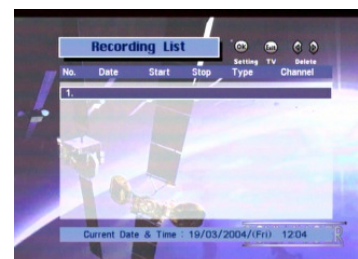 Recording List
OK Exit
Setting TV Delete
No. Date Start Stop Type Channel
1.
Current Date & Time : 19/03/2004/(Fri) 12:04